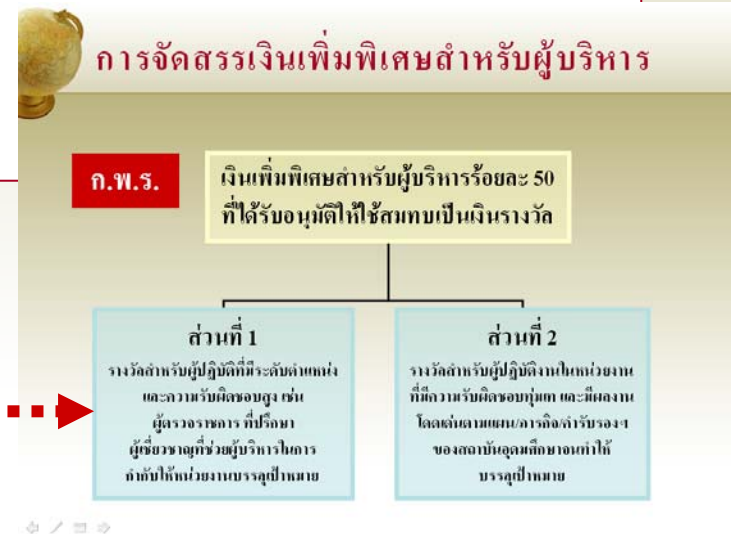 การจัดสรรเงินเพิ่มพิเศษสำหรับผู้บริหาร
ก.พ.ร.
เงินเพิ่มพิเศษสำหรับผู้บริหารร้อยละ 50
ที่ได้รับอนุมัติให้ใช้สมทบเป็นเงินรางวัล
ส่วนที่ 1
รางวัลสำหรับผู้ปฏิบัติที่มีระดับตำแหน่ง
และความรับผิดชอบสูง เช่น
ผู้ตรวจราชการ ที่ปรึกษา
ผู้เชี่ยวชาญที่ช่วยผู้บริหารในการ
กำกับให้หน่วยงานบรรลุเป้าหมาย
ส่วนที่ 2
รางวัลสำหรับผู้ปฏิบัติงานในหน่วยงาน
ที่มีความรับผิดชอบทุ่มเท และมีผลงาน
โดดเด่นตามแผน/ภารกิจ/คำรับรองฯ
ของสถาบันอุดมศึกษาจนทำให้
บรรลุเป้าหมาย